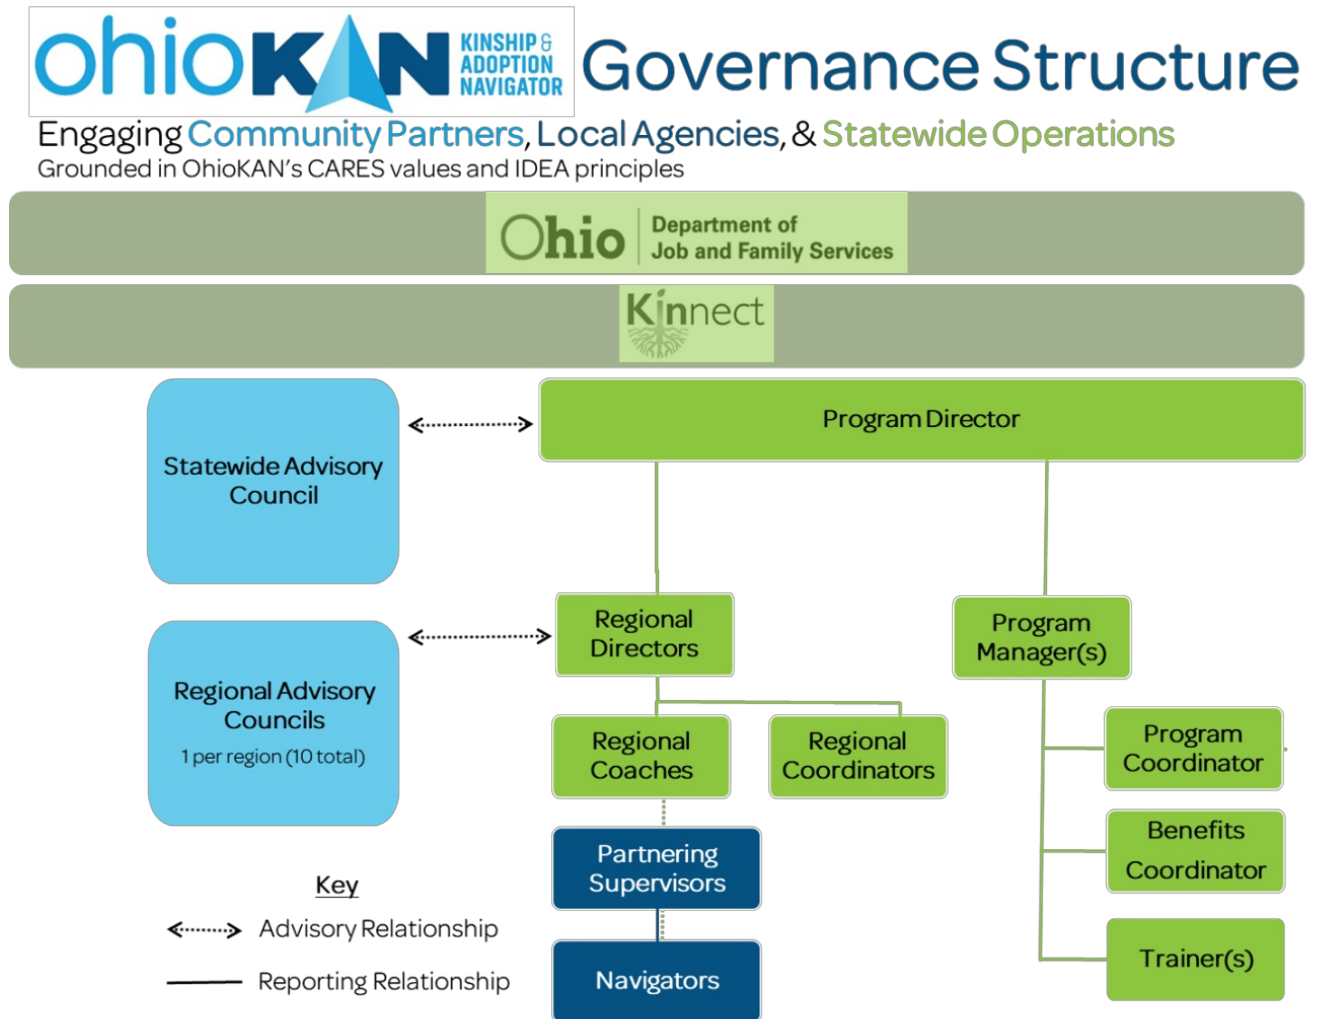 ohioKAN KINSHIP &
ADOPTION
NAVIGATOR
Governance Structure
Engaging Community Partners, Local Agencies, & Statewide Operations
Grounded in OhioKAN's CARES values and IDEA principles
Ohio
Department of
Job and Family Services
Kinnect
Program Director
Statewide Advisory
Council
Regional
Directors
Program
Manager(s)
Regional Advisory
Councils
1 per region (10 total)
Regional
Coaches
Regional
Coordinators
Program
Coordinator
Benefits
Coordinator
Partnering
Supervisors
Trainer(s)
Navigators
Key
Advisory Relationship
Reporting Relationship